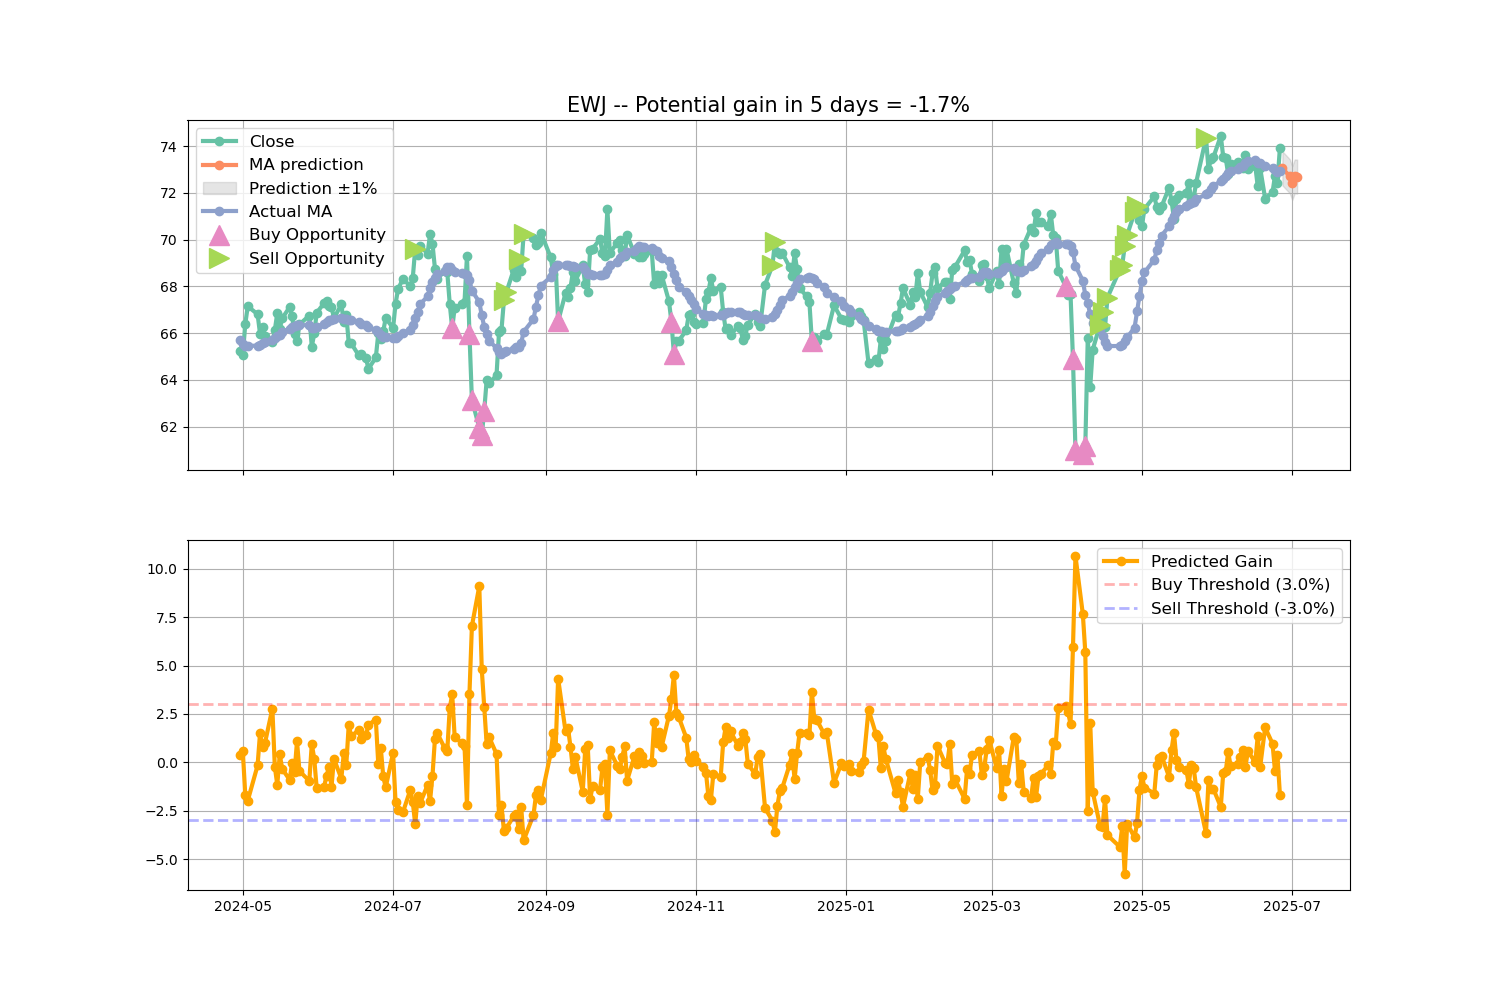 EWJ -- Potential gain in 5 days = -1.7%
74
72
70
68
66
64
62
Close
MA prediction
Prediction ±1%
Actual MA
Buy Opportunity
Sell Opportunity
10.0
7.5
5.0
2.5
0.0
−2.5
−5.0
Predicted Gain
Buy Threshold (3.0%)
Sell Threshold (-3.0%)
2024-05
2024-07
2024-09
2024-11
2025-01
2025-03
2025-05
2025-07